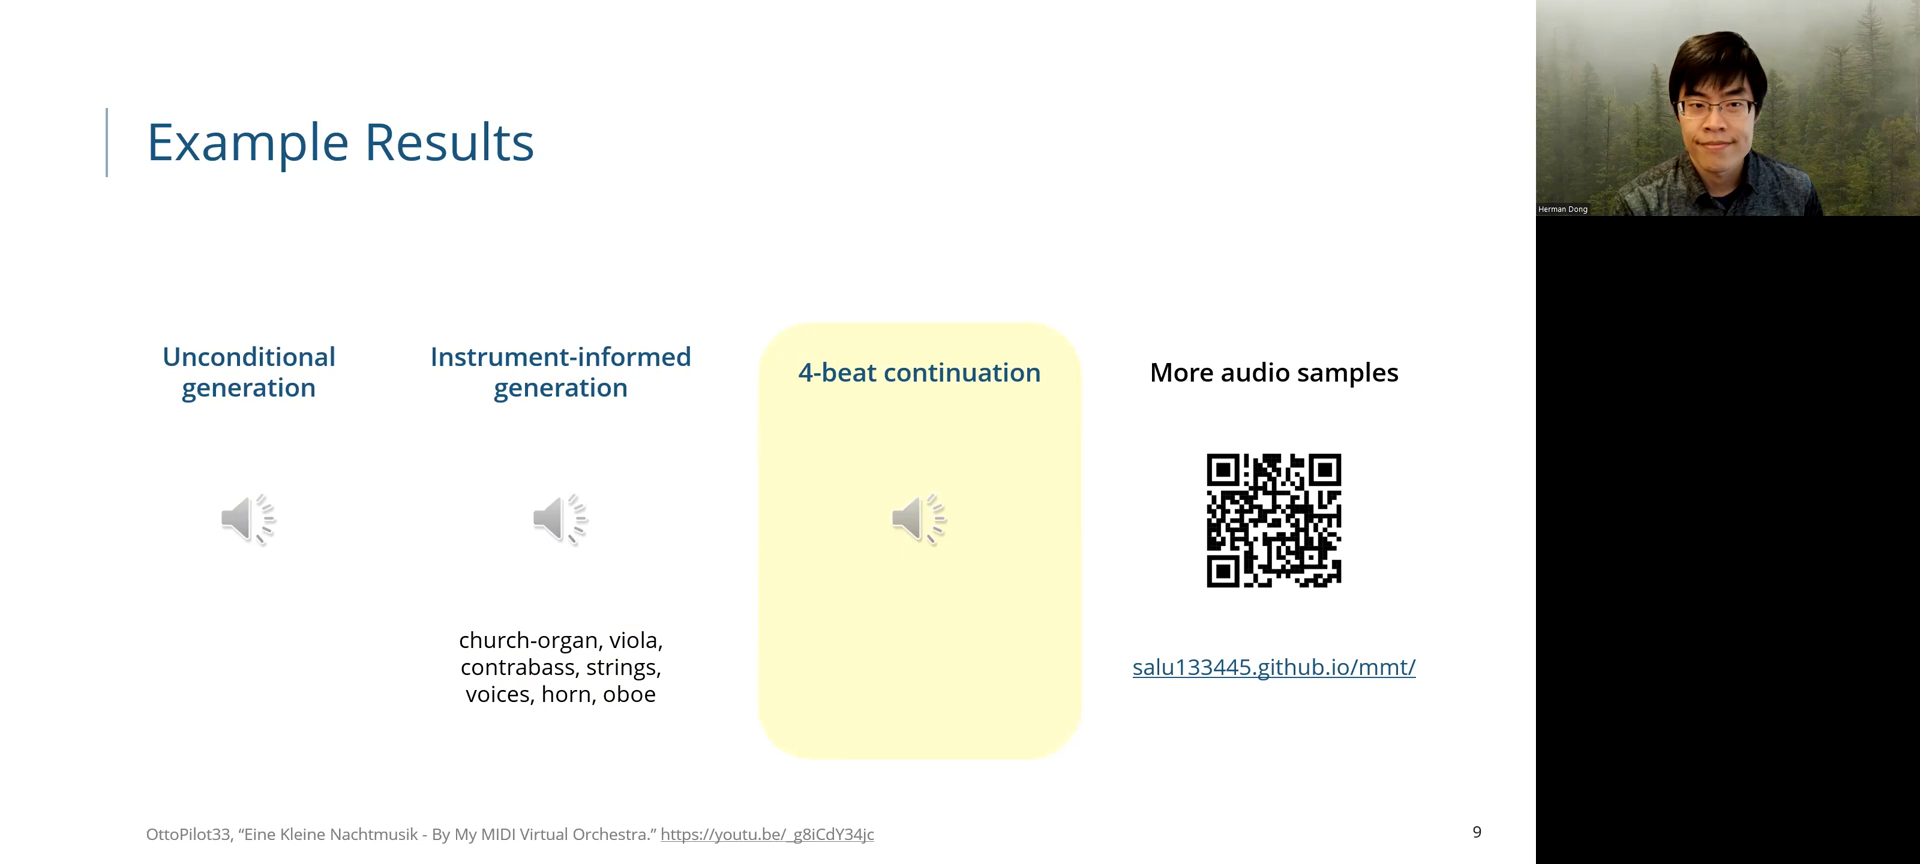 Example Results
Unconditional
generation
Instrument-informed
generation
4-beat continuation
More audio samples
church-organ, viola,
contrabass, strings,
voices, horn, oboe
salu133445.github.io/mmt/
OttoPilot33, “Eine Kleine Nachtmusik - By My MIDI Virtual Orchestra.” https://youtu.be/_g8iCdY34jc
9
Herman Dong